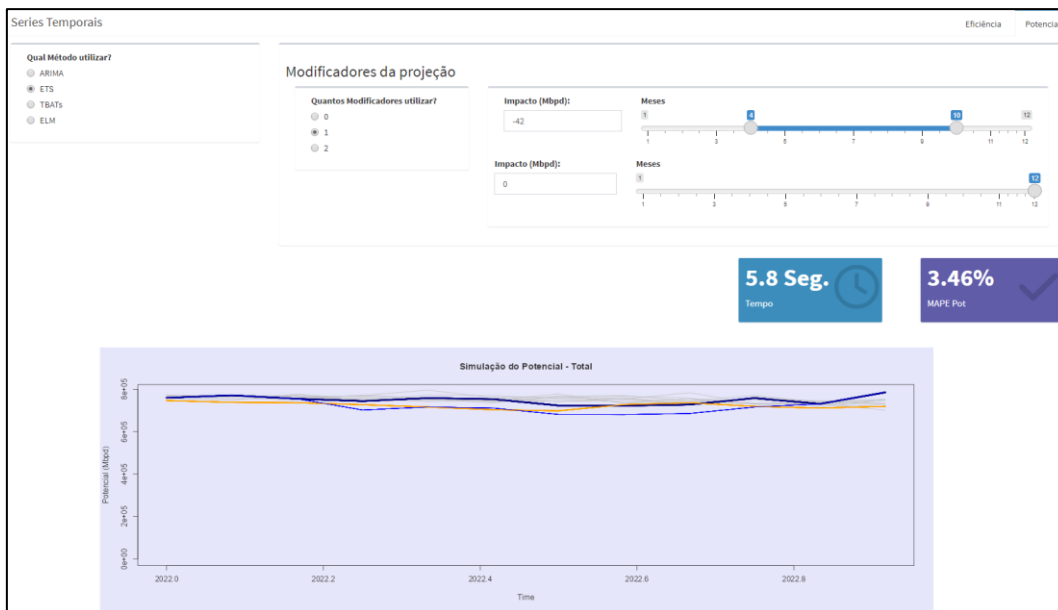 Series Temporais
Eficiência
Potencial
Qual Método utilizar?
ARIMA
ETS
TBATs
ELM
Modificadores da projeção
Quantos Modificadores utilizar?
0
1
2
Impacto (Mbpd):
-42
Meses
1 4 10 12
1 3 5 7 9 11 12
Impacto (Mbpd):
0
Meses
1 12
1 3 5 7 9 11 12
5.8 Seg.
Tempo
3.46%
MAPE Pot
Simulação do Potencial - Total
Potencial (Mbpd)
8e+05
6e+05
4e+05
2e+05
0e+00
2022.0 2022.2 2022.4 2022.6 2022.8
Time